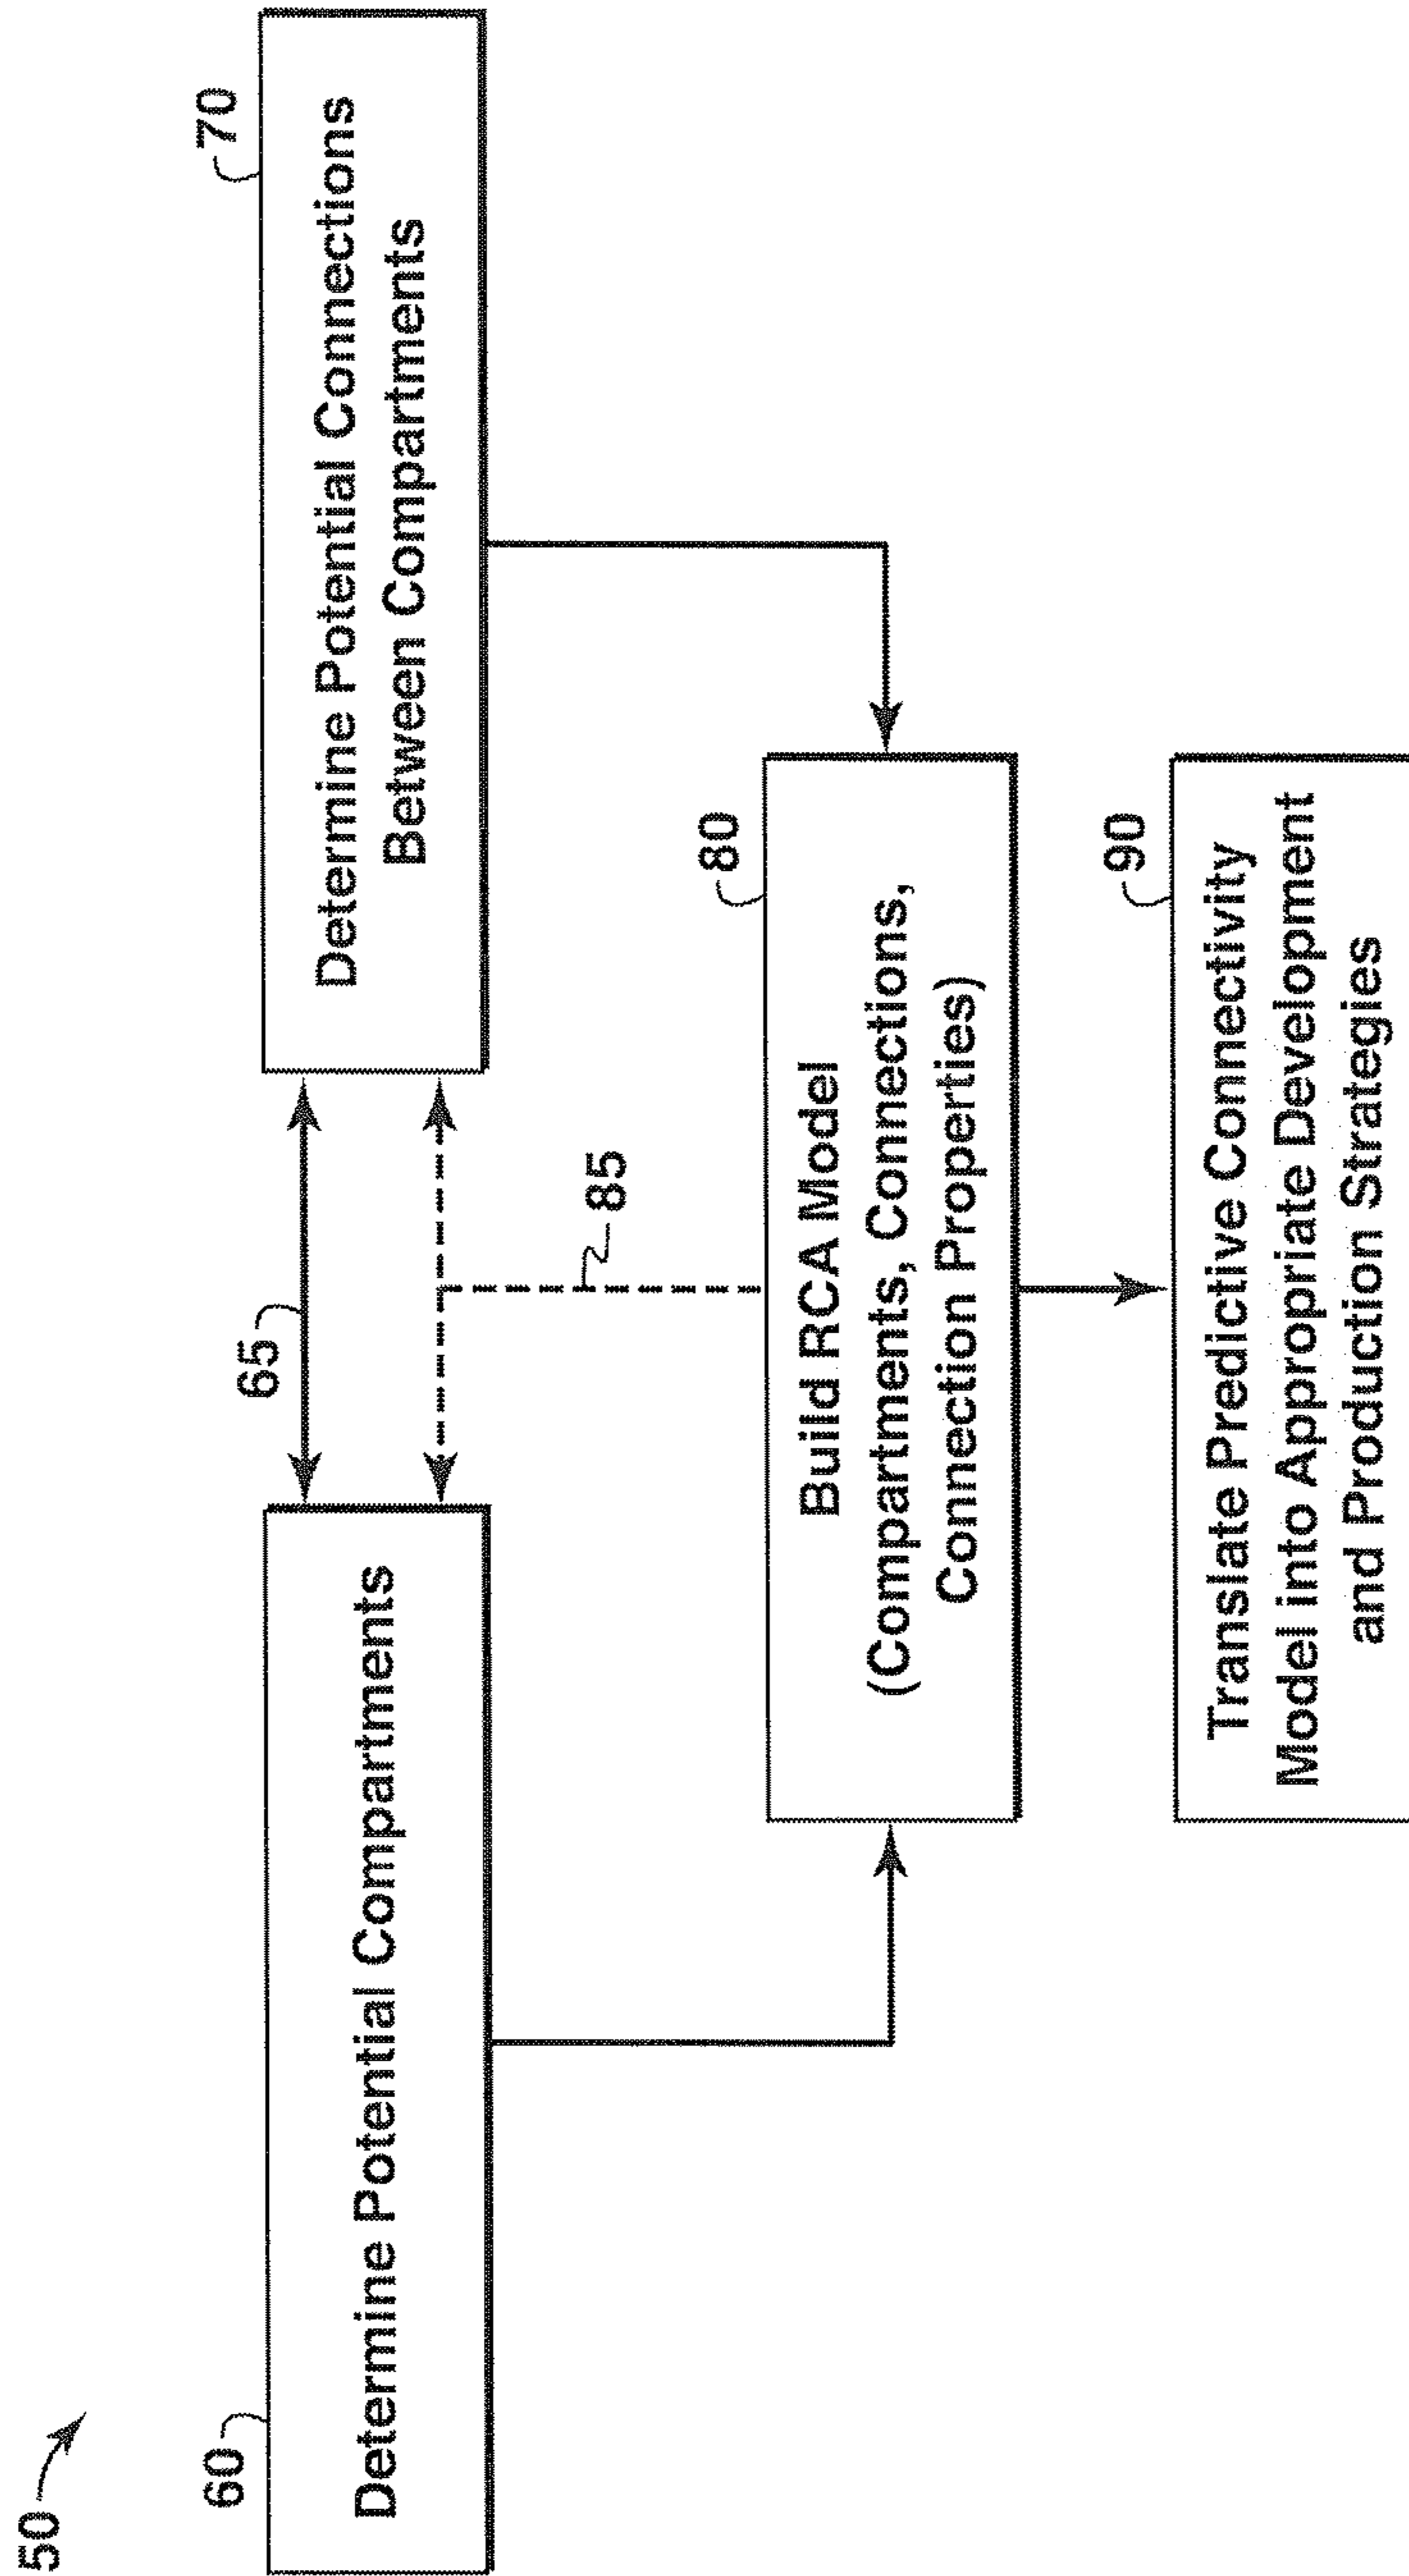 50
60
Determine Potential Compartments
65
70
Determine Potential Connections
Between Compartments
85
80
Build RCA Model
(Compartments, Connections,
Connection Properties)
90
Translate Predictive Connectivity
Model into Appropriate Development
and Production Strategies